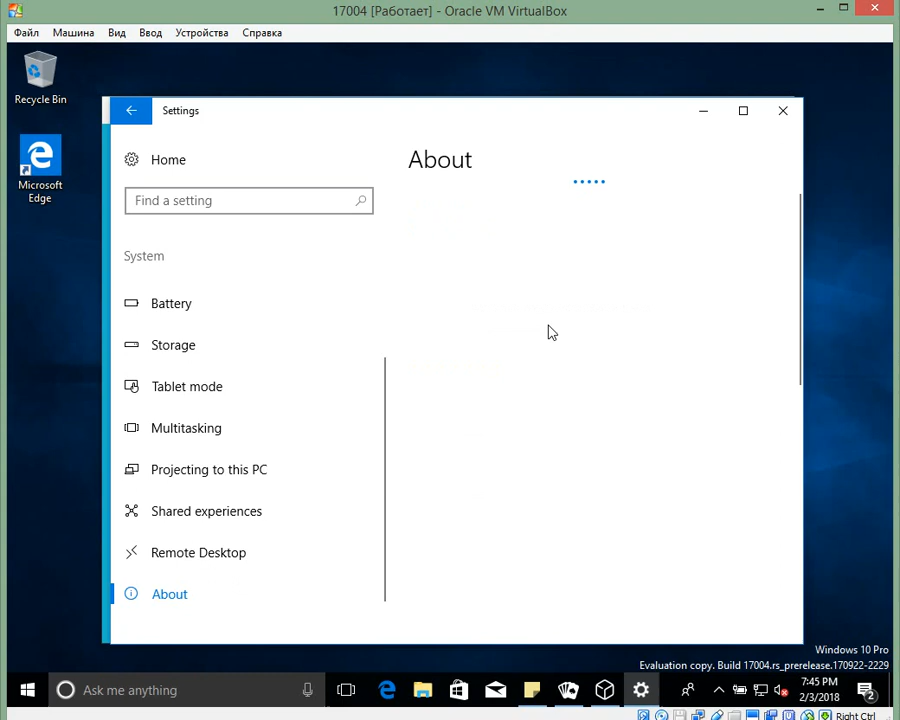 17004 [Работает] - Oracle VM VirtualBox
Файл Машина Вид Ввод Устройства Справка
Recycle Bin
Microsoft
Edge
Settings
Home
About
Find a setting
System
Battery
Storage
Tablet mode
Multitasking
Projecting to this PC
Shared experiences
Remote Desktop
About
Windows 10 Pro
Evaluation copy. Build 17004.rs_prerelease.170922-2229
Ask me anything
7:45 PM
2/3/2018
2
Right Ctrl